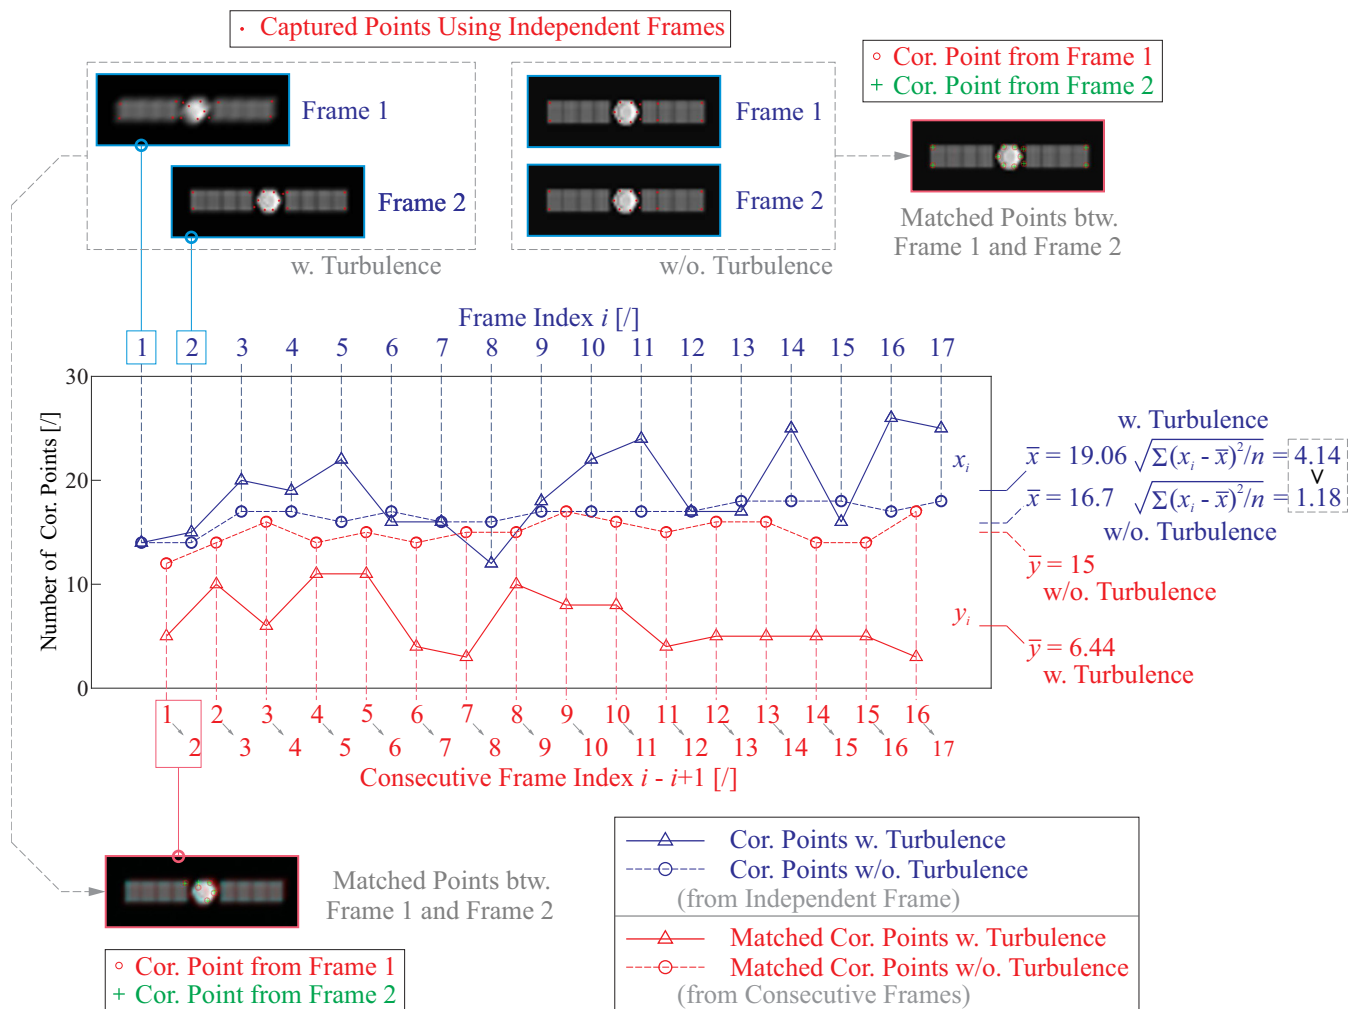 · Captured Points Using Independent Frames
Frame 1
Frame 2
w. Turbulence
Frame 1
Frame 2
w/o. Turbulence
○ Cor. Point from Frame 1
+ Cor. Point from Frame 2
Matched Points btw.
Frame 1 and Frame 2
Frame Index i [/]
1 2 3 4 5 6 7 8 9 10 11 12 13 14 15 16 17
Number of Cor. Points [/]
30
20
10
0
x_i
y_i
w. Turbulence
x̄ = 19.06 √Σ(x_i - x̄)²/n = 4.14
>
x̄ = 16.7 √Σ(x_i - x̄)²/n = 1.18
w/o. Turbulence
ȳ = 15
w/o. Turbulence
ȳ = 6.44
w. Turbulence
1 2 3 4 5 6 7 8 9 10 11 12 13 14 15 16
2 3 4 5 6 7 8 9 10 11 12 13 14 15 16 17
Consecutive Frame Index i - i+1 [/]
Matched Points btw.
Frame 1 and Frame 2
○ Cor. Point from Frame 1
+ Cor. Point from Frame 2
Cor. Points w. Turbulence
Cor. Points w/o. Turbulence
(from Independent Frame)
Matched Cor. Points w. Turbulence
Matched Cor. Points w/o. Turbulence
(from Consecutive Frames)